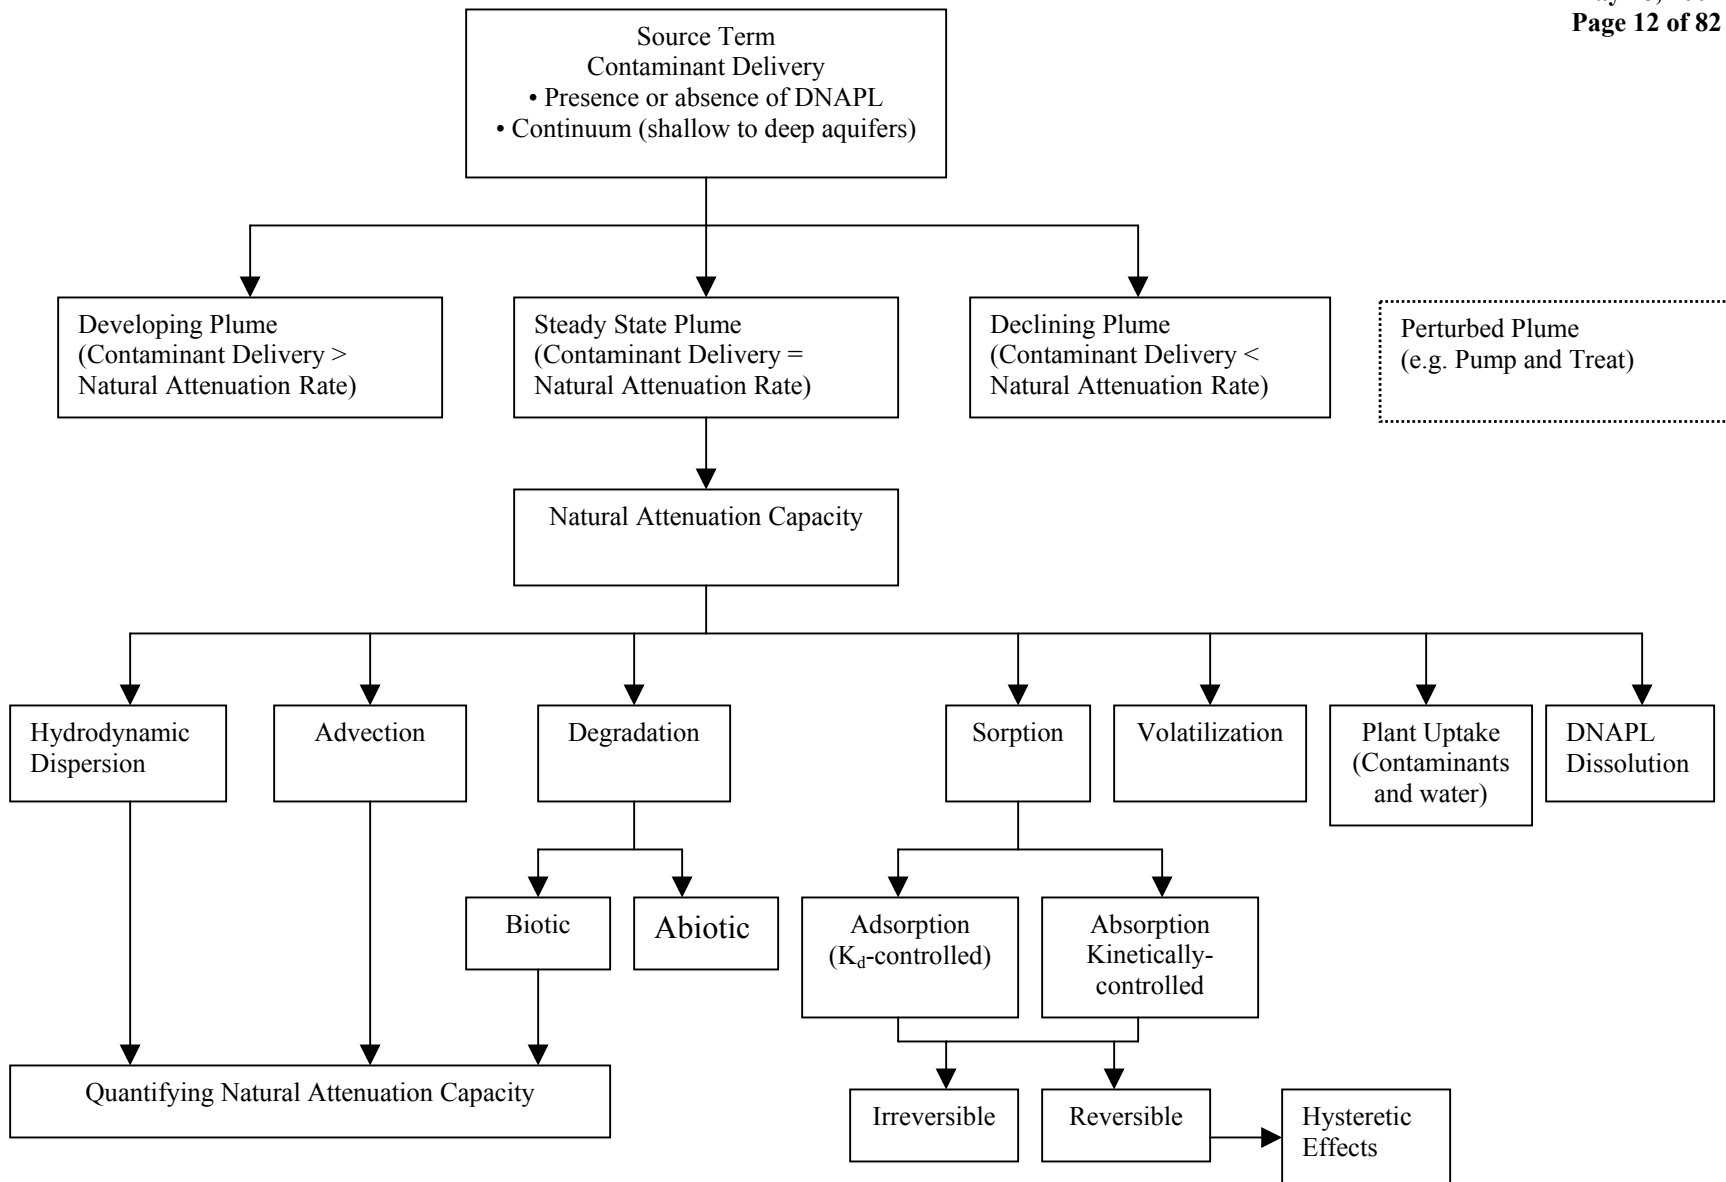 Page 12 of 82
Source Term
Contaminant Delivery
• Presence or absence of DNAPL
• Continuum (shallow to deep aquifers)
Developing Plume
(Contaminant Delivery >
Natural Attenuation Rate)
Steady State Plume
(Contaminant Delivery =
Natural Attenuation Rate)
Declining Plume
(Contaminant Delivery <
Natural Attenuation Rate)
Perturbed Plume
(e.g. Pump and Treat)
Natural Attenuation Capacity
Hydrodynamic
Dispersion
Advection
Degradation
Sorption
Volatilization
Plant Uptake
(Contaminants
and water)
DNAPL
Dissolution
Biotic
Abiotic
Adsorption
(Kd-controlled)
Absorption
Kinetically-
controlled
Quantifying Natural Attenuation Capacity
Irreversible
Reversible
Hysteretic
Effects